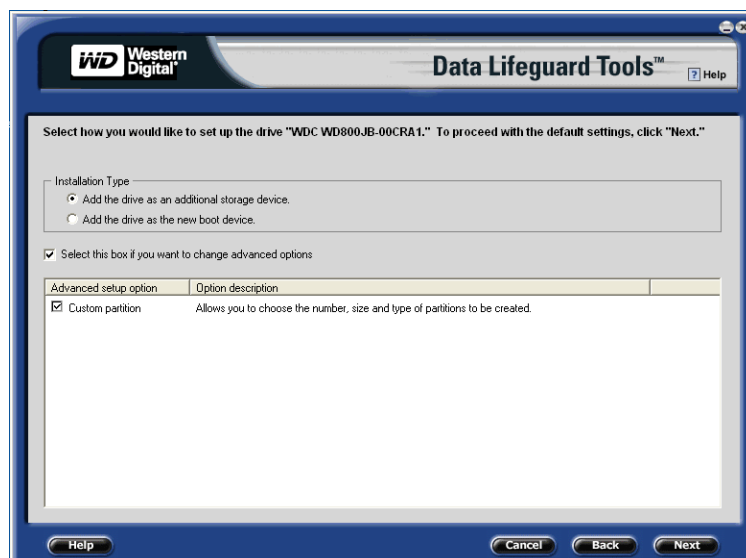 WD Western
Digital
Data Lifeguard Tools™
? Help
Select how you would like to set up the drive "WDC WD800JB-00CRA1." To proceed with the default settings, click "Next."
Installation Type
Add the drive as an additional storage device.
Add the drive as the new boot device.
Select this box if you want to change advanced options
Advanced setup option Option description
Custom partition Allows you to choose the number, size and type of partitions to be created.
Help Cancel Back Next